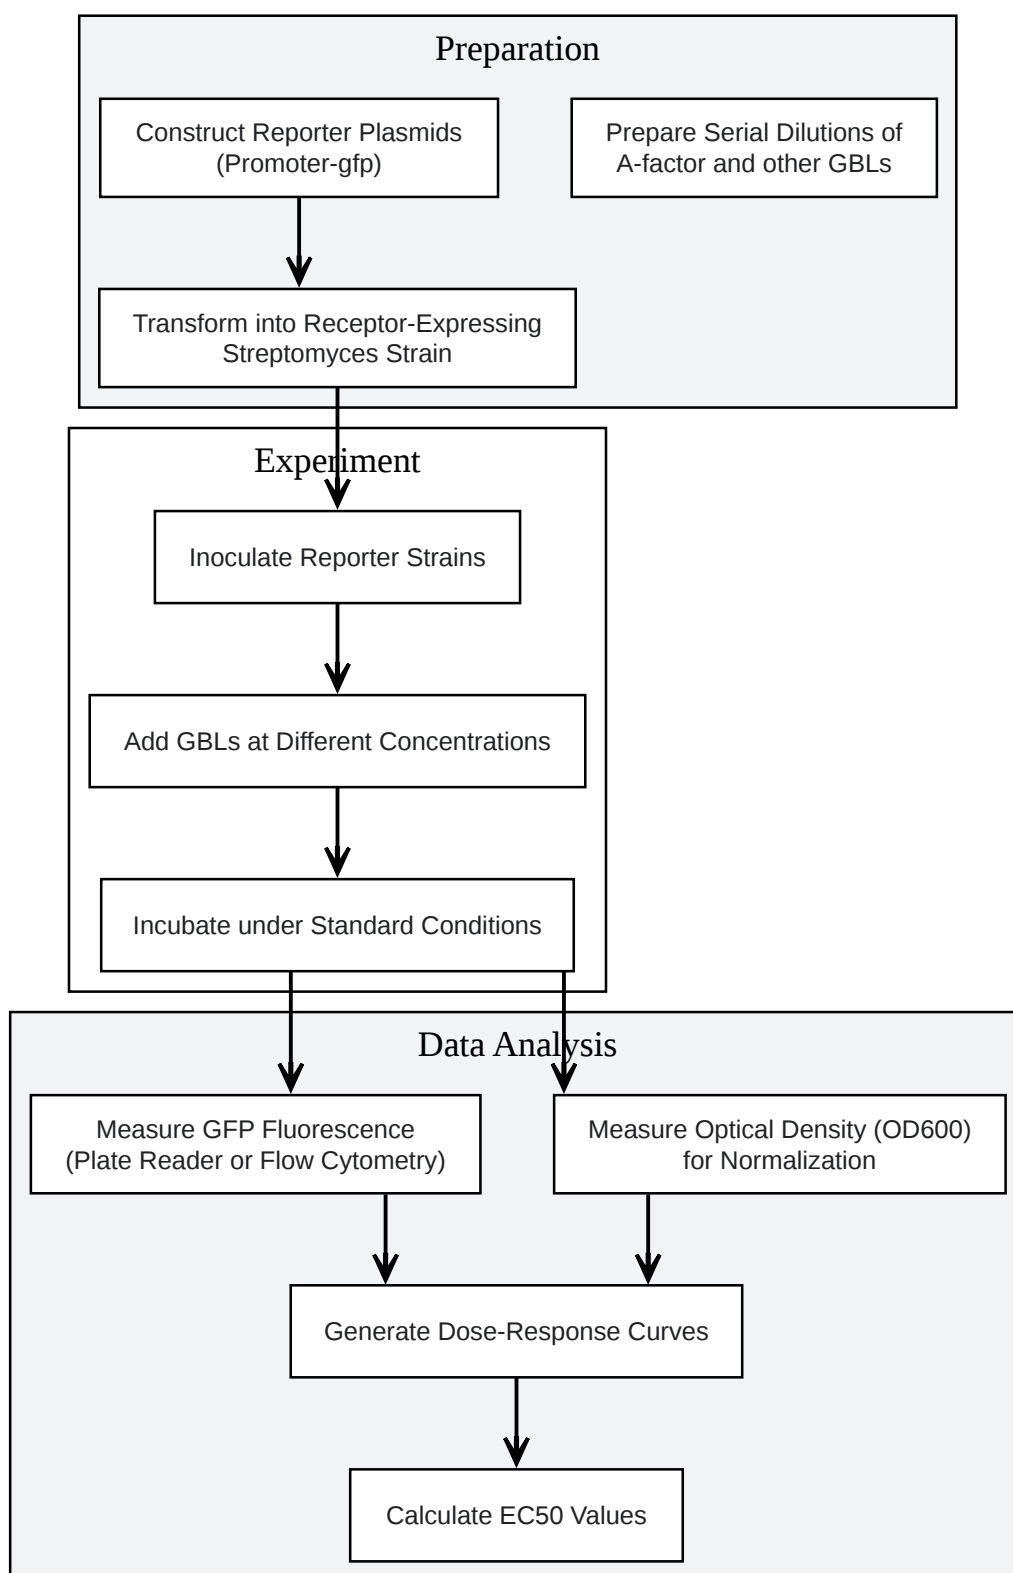 Preparation
Construct Reporter Plasmids
(Promoter-gfp)
Prepare Serial Dilutions of
A-factor and other GBLs
Transform into Receptor-Expressing
Streptomyces Strain
Experiment
Inoculate Reporter Strains
Add GBLs at Different Concentrations
Incubate under Standard Conditions
Data Analysis
Measure GFP Fluorescence
(Plate Reader or Flow Cytometry)
Measure Optical Density (OD600)
for Normalization
Generate Dose-Response Curves
Calculate EC50 Values